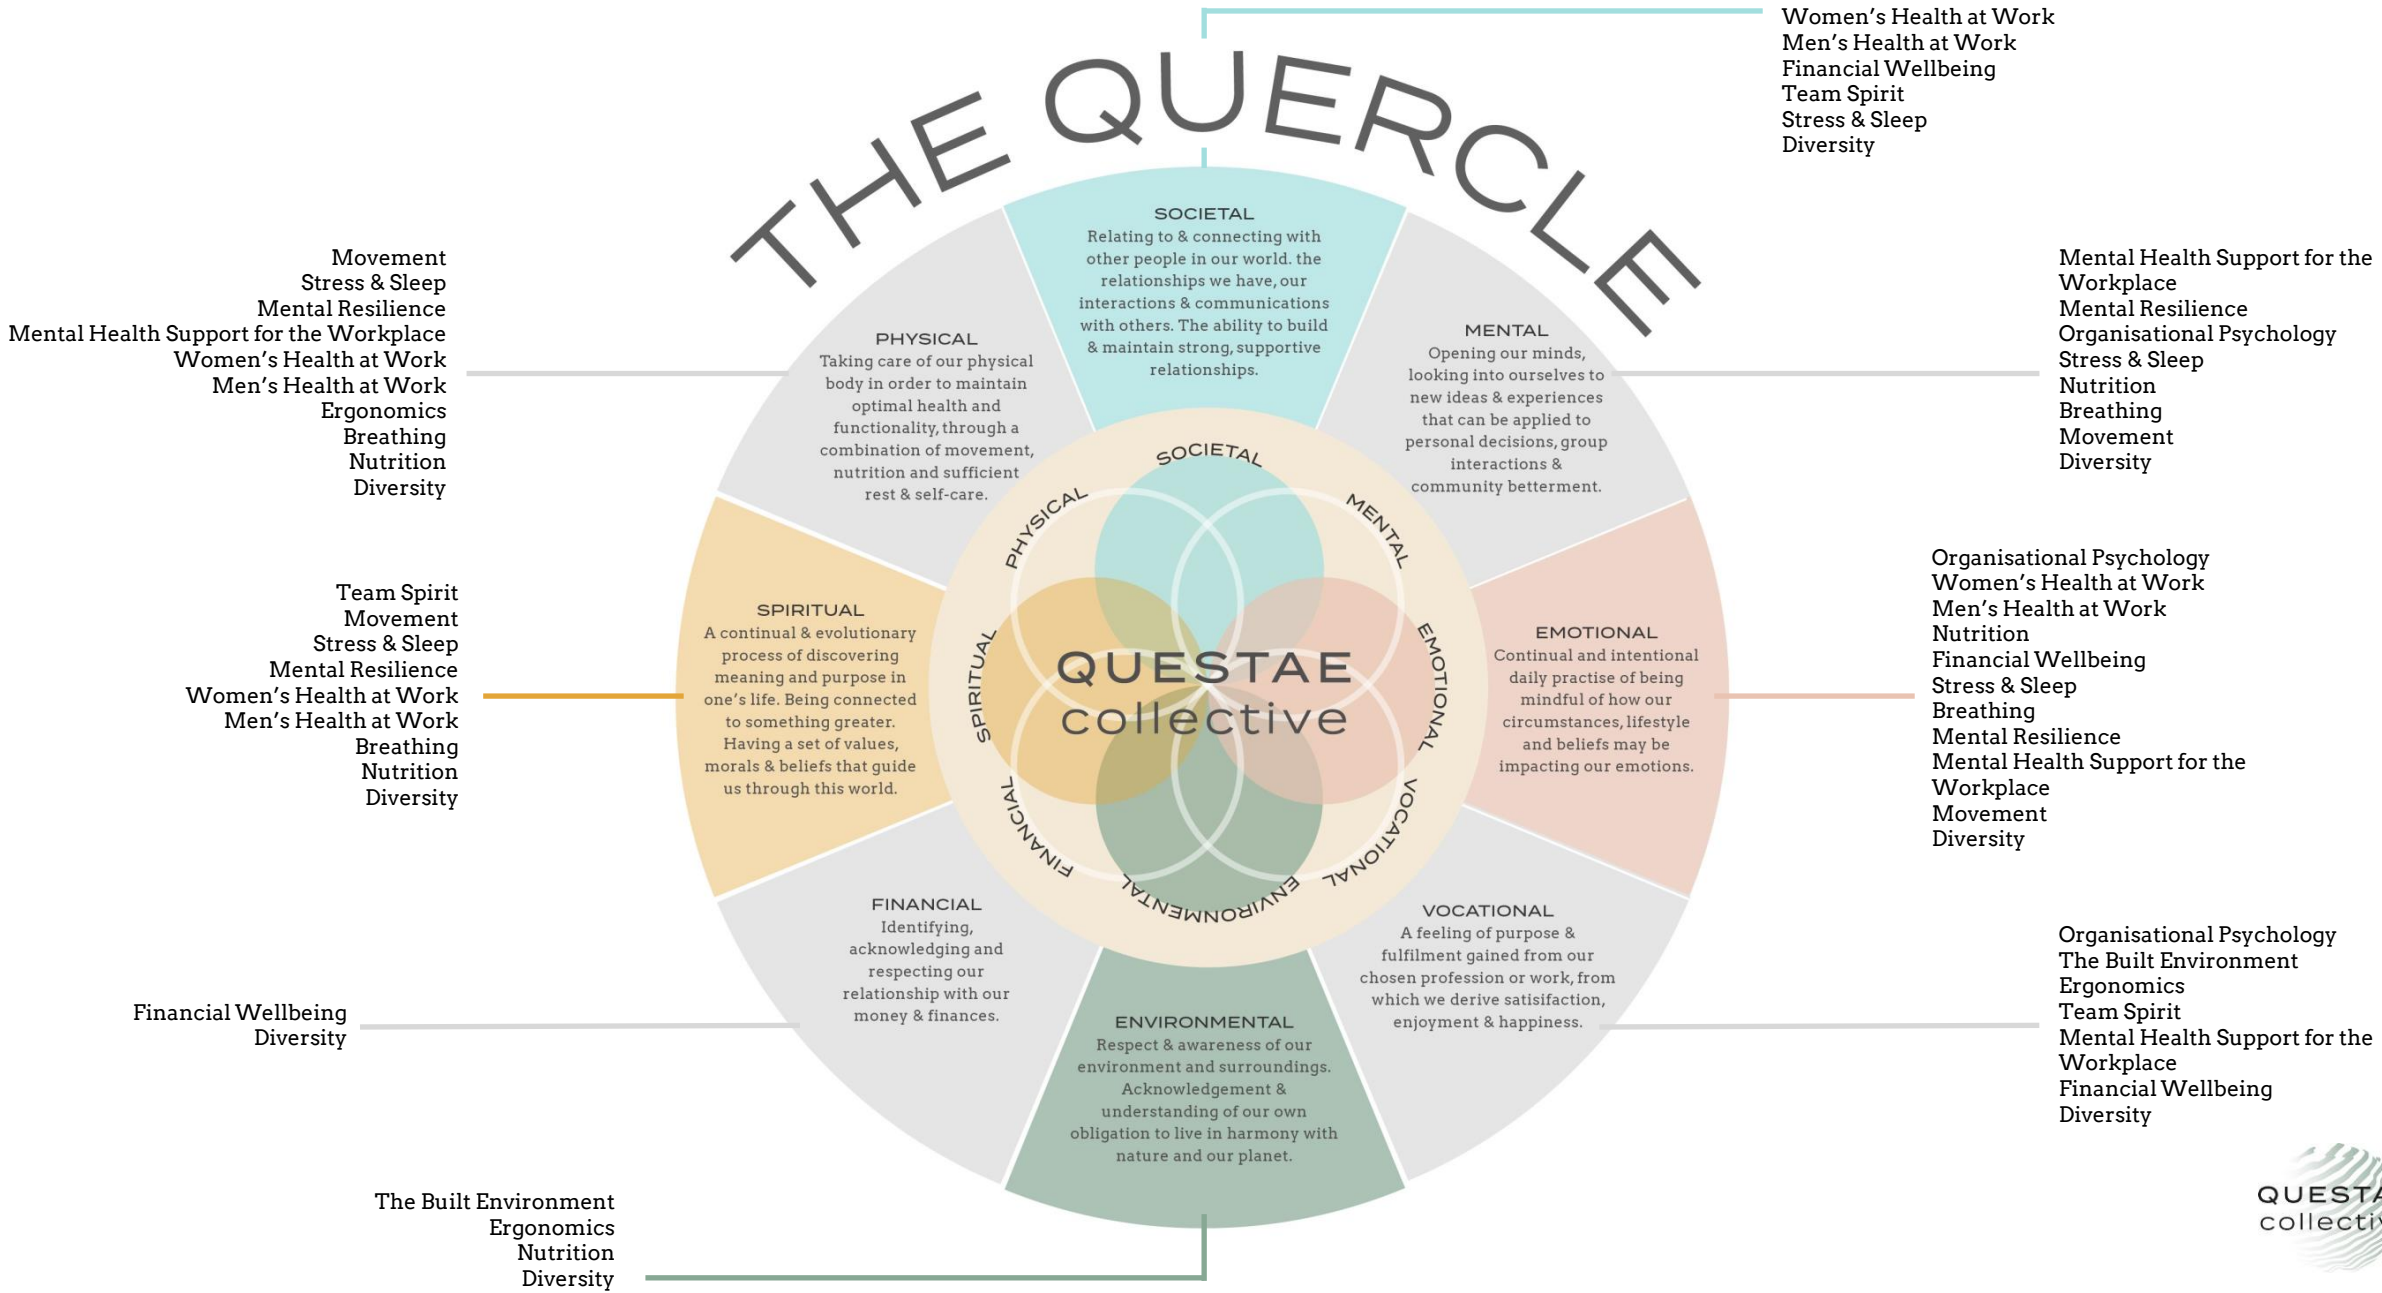 THE QUERCLE
Women's Health at Work
Men's Health at Work
Financial Wellbeing
Team Spirit
Stress & Sleep
Diversity
SOCIETAL
Relating to & connecting with
other people in our world. the
relationships we have, our
interactions & communications
with others. The ability to build
& maintain strong, supportive
relationships.
Movement
Stress & Sleep
Mental Resilience
Mental Health Support for the Workplace
Women's Health at Work
Men's Health at Work
Ergonomics
Breathing
Nutrition
Diversity
PHYSICAL
Taking care of our physical
body in order to maintain
optimal health and
functionality, through a
combination of movement,
nutrition and sufficient
rest & self-care.
MENTAL
Opening our minds,
looking into ourselves to
new ideas & experiences
that can be applied to
personal decisions, group
interactions &
community betterment.
Mental Health Support for the
Workplace
Mental Resilience
Organisational Psychology
Stress & Sleep
Nutrition
Breathing
Movement
Diversity
SOCIETAL
MENTAL
EMOTIONAL
VOCATIONAL
ENVIRONMENTAL
FINANCIAL
SPIRITUAL
PHYSICAL
QUESTAE
collective
Team Spirit
Movement
Stress & Sleep
Mental Resilience
Women's Health at Work
Men's Health at Work
Breathing
Nutrition
Diversity
SPIRITUAL
A continual & evolutionary
process of discovering
meaning and purpose in
one's life. Being connected
to something greater.
Having a set of values,
morals & beliefs that guide
us through this world.
EMOTIONAL
Continual and intentional
daily practise of being
mindful of how our
circumstances, lifestyle
and beliefs may be
impacting our emotions.
Organisational Psychology
Women's Health at Work
Men's Health at Work
Nutrition
Financial Wellbeing
Stress & Sleep
Breathing
Mental Resilience
Mental Health Support for the
Workplace
Movement
Diversity
Financial Wellbeing
Diversity
FINANCIAL
Identifying,
acknowledging and
respecting our
relationship with our
money & finances.
VOCATIONAL
A feeling of purpose &
fulfilment gained from our
chosen profession or work, from
which we derive satisifaction,
enjoyment & happiness.
Organisational Psychology
The Built Environment
Ergonomics
Team Spirit
Mental Health Support for the
Workplace
Financial Wellbeing
Diversity
ENVIRONMENTAL
Respect & awareness of our
environment and surroundings.
Acknowledgement &
understanding of our own
obligation to live in harmony with
nature and our planet.
The Built Environment
Ergonomics
Nutrition
Diversity